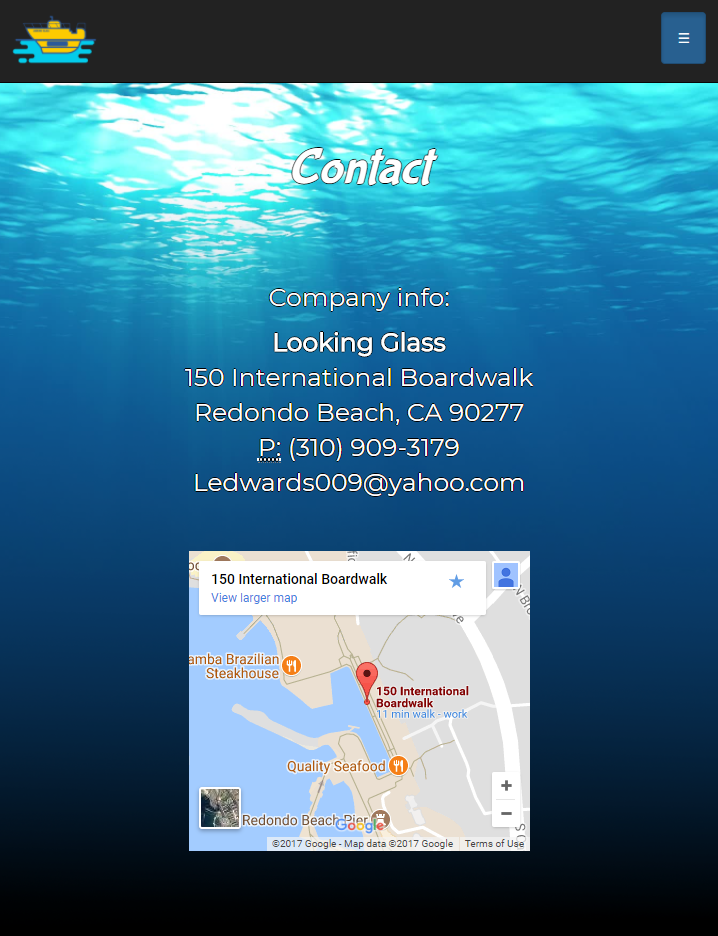 Contact
Company info:
Looking Glass
150 International Boardwalk
Redondo Beach, CA 90277
P: (310) 909-3179
Ledwards009@yahoo.com
150 International Boardwalk
View larger map
N Bro
amba Brazilian
Steakhouse
150 International
Boardwalk
11 min walk - work
Quality Seafood
Redondo Beach Pier
Google
©2017 Google - Map data ©2017 Google
Terms of Use